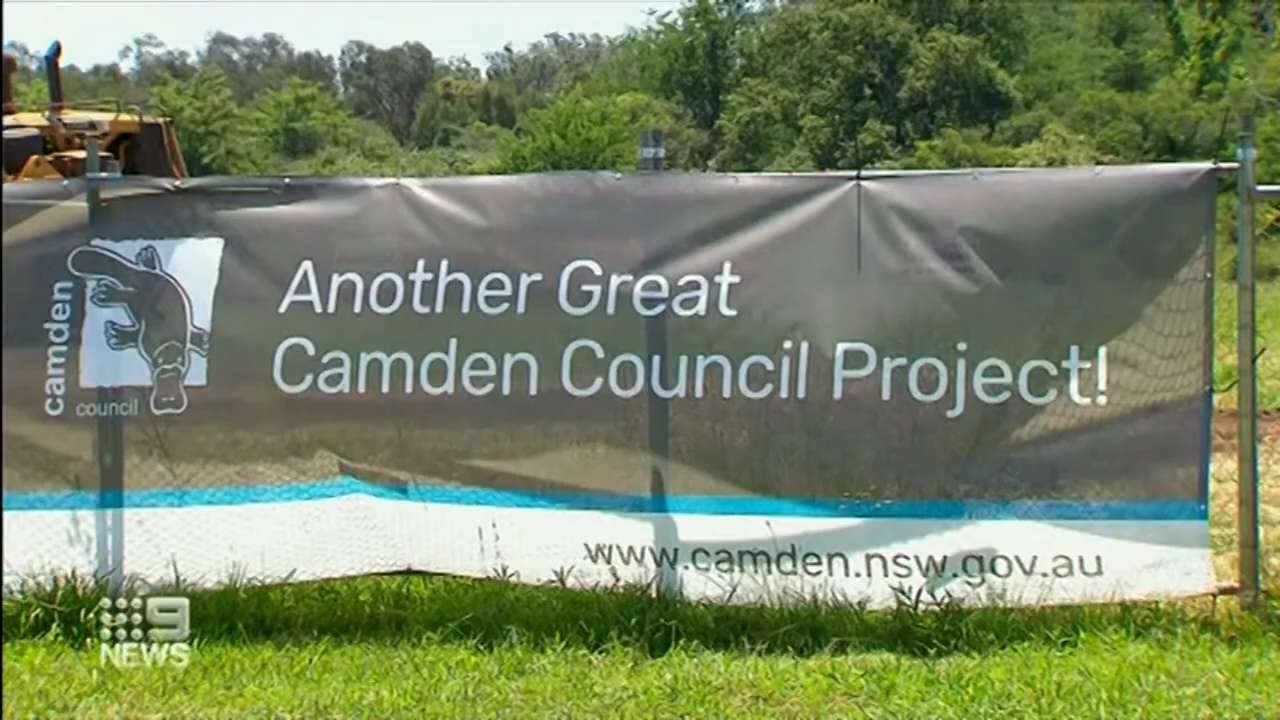 Another Great
Camden Council Project!
camden
council
www.camden.nsw.gov.au
9
NEWS